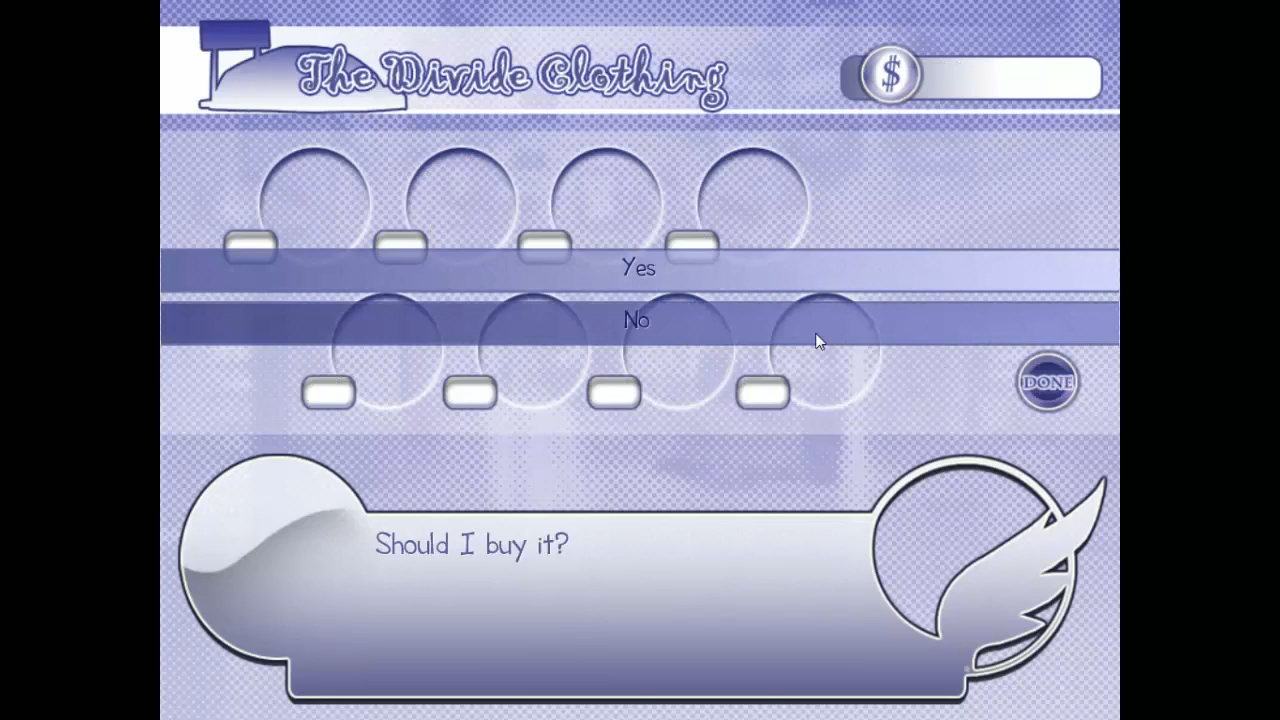 The Divide Clothing
$
Yes
No
DONE
Should I buy it?